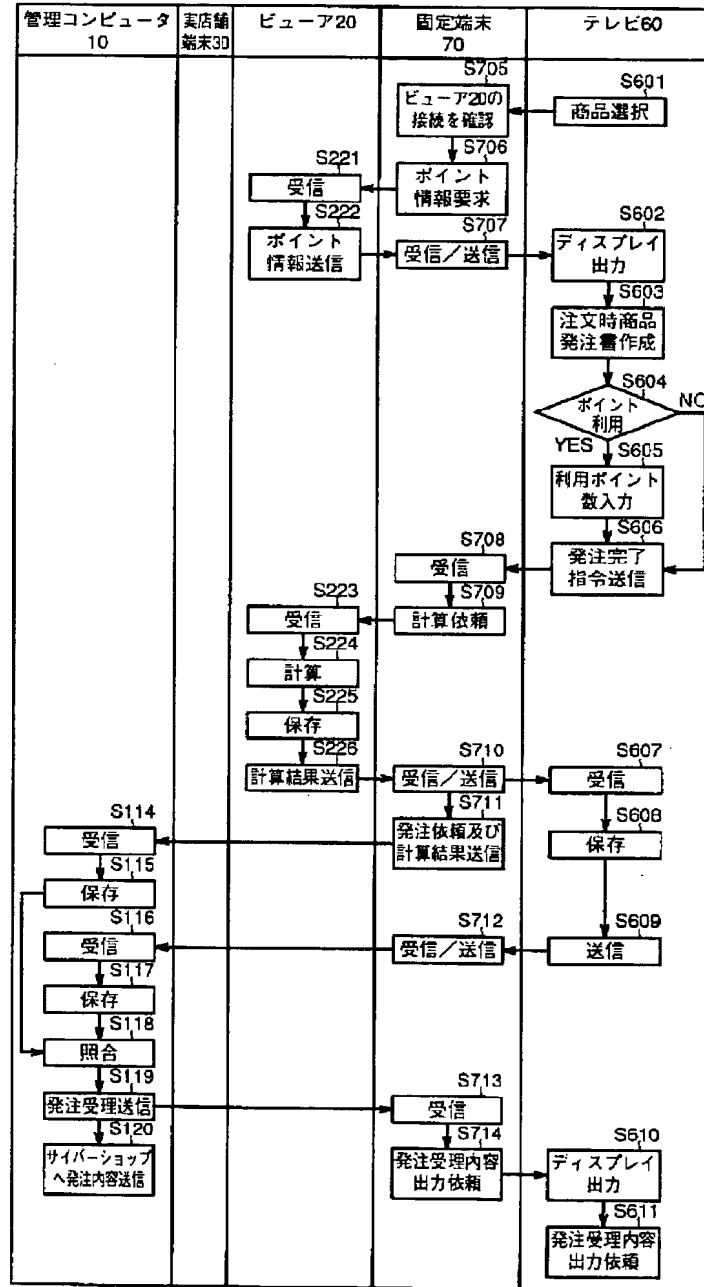 管理コンピュータ
10
実店舗
端末30
ビューア20
固定端末
70
テレビ60
S705
ビューア20の
接続を確認
S601
商品選択
S706
ポイント
情報要求
S221
受信
S222
ポイント
情報送信
S707
受信／送信
S602
ディスプレイ
出力
S603
注文時商品
発注書作成
S604
ポイント
利用
NO
YES
S605
利用ポイント
数入力
S606
発注完了
指令送信
S708
受信
S709
計算依頼
S223
受信
S224
計算
S225
保存
S226
計算結果送信
S710
受信／送信
S607
受信
S711
発注依頼及び
計算結果送信
S608
保存
S114
受信
S115
保存
S116
受信
S712
受信／送信
S609
送信
S117
保存
S118
照合
S119
発注受理送信
S713
受信
S120
サイバーショップ
へ発注内容送信
S714
発注受理内容
出力依頼
S610
ディスプレイ
出力
S611
発注受理内容
出力依頼